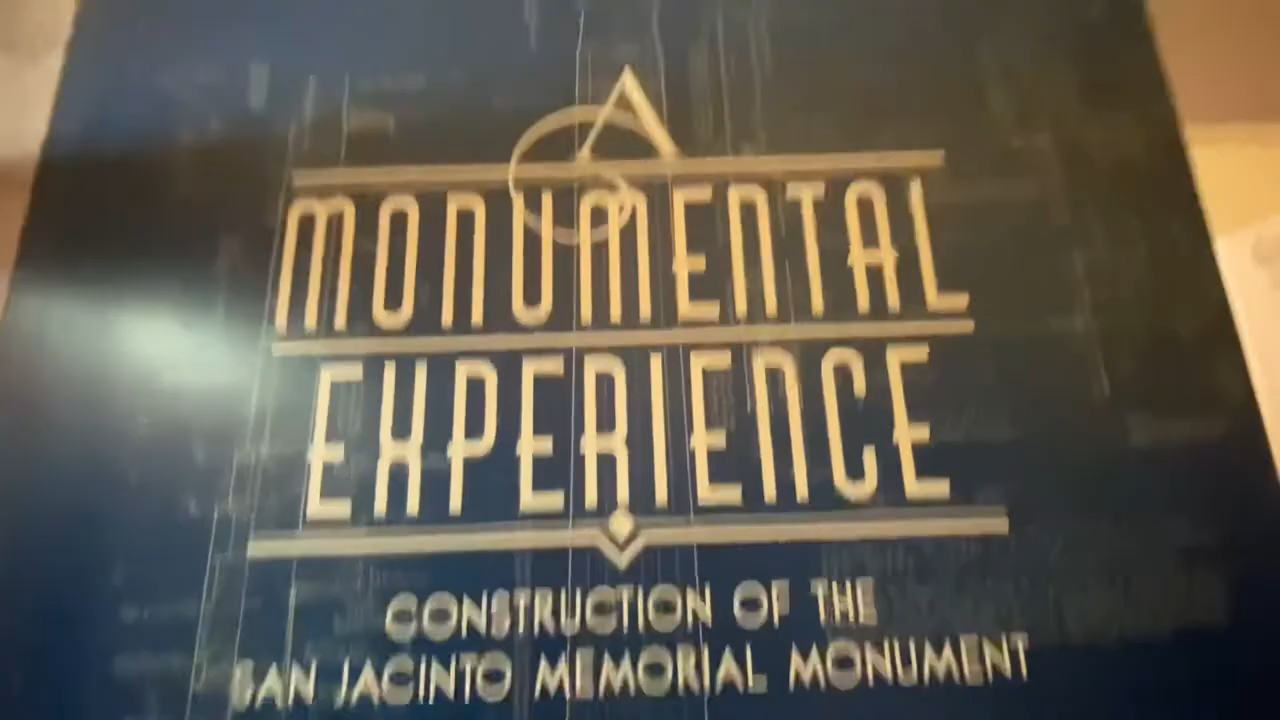 A
MONUMENTAL
EXPERIENCE
CONSTRUCTION OF THE
SAN JACINTO MEMORIAL MONUMENT